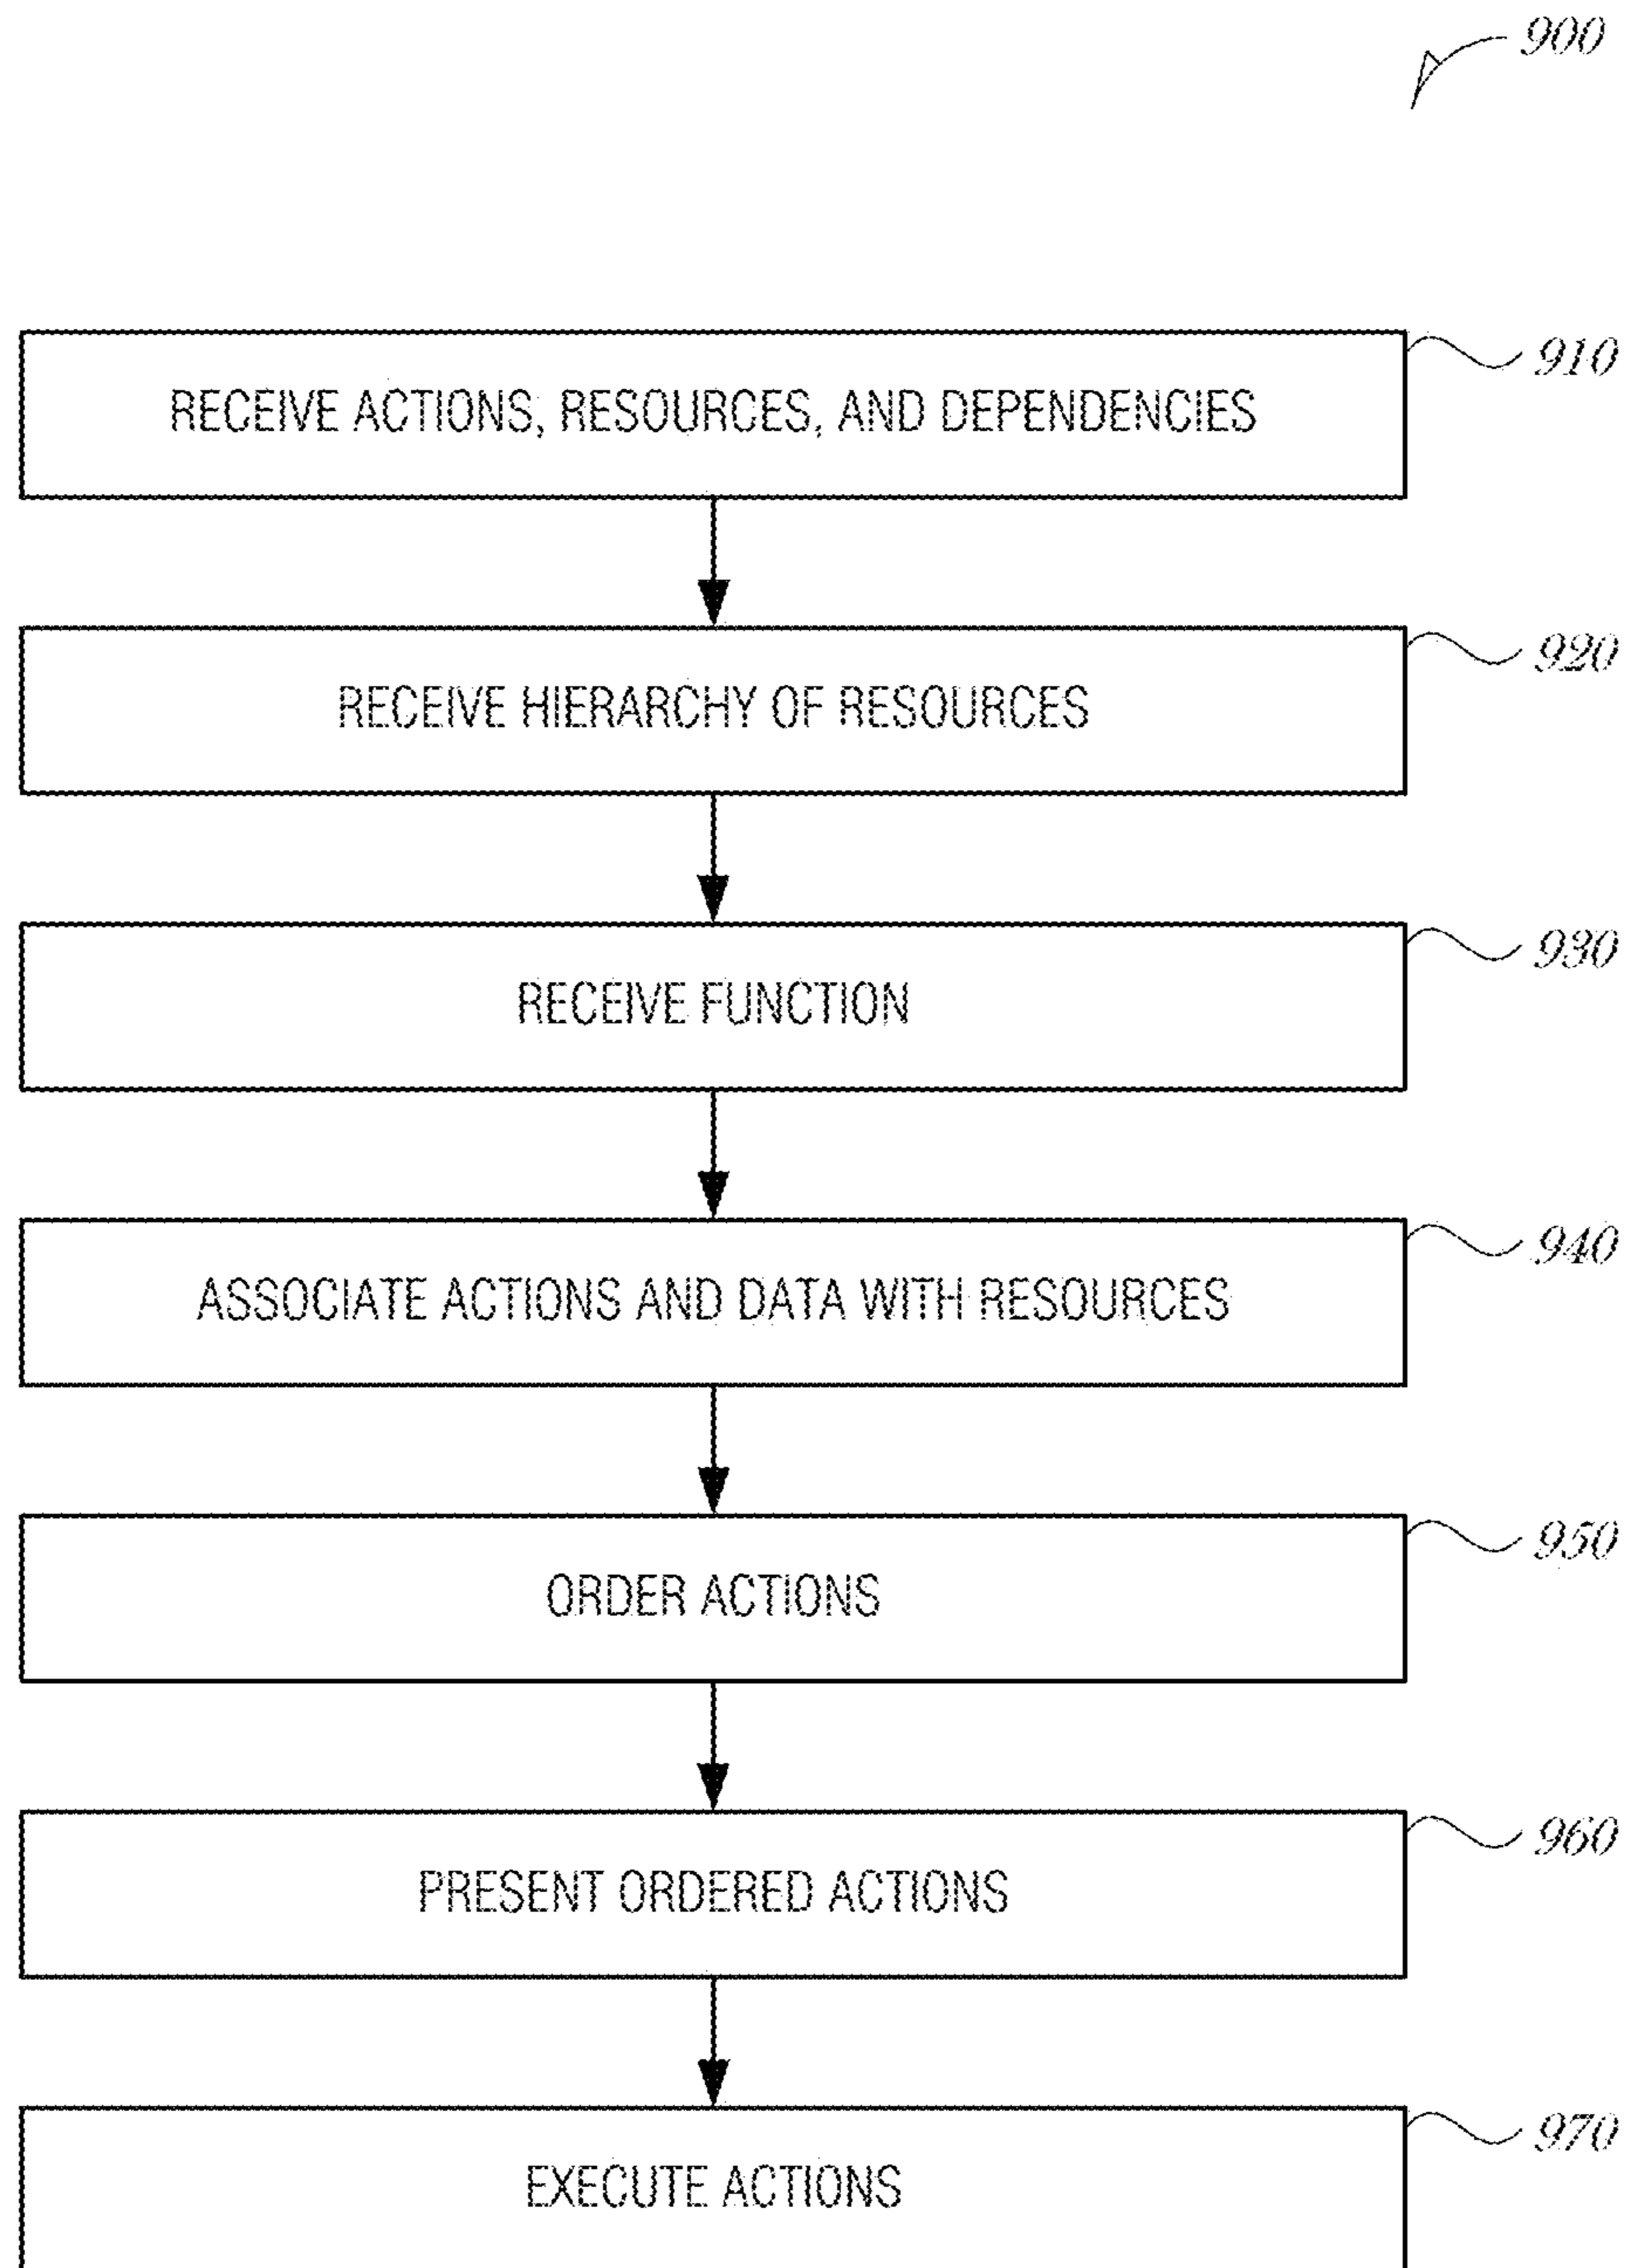 900
RECEIVE ACTIONS, RESOURCES, AND DEPENDENCIES
910
RECEIVE HIERARCHY OF RESOURCES
920
RECEIVE FUNCTION
930
ASSOCIATE ACTIONS AND DATA WITH RESOURCES
940
ORDER ACTIONS
950
PRESENT ORDERED ACTIONS
960
EXECUTE ACTIONS
970